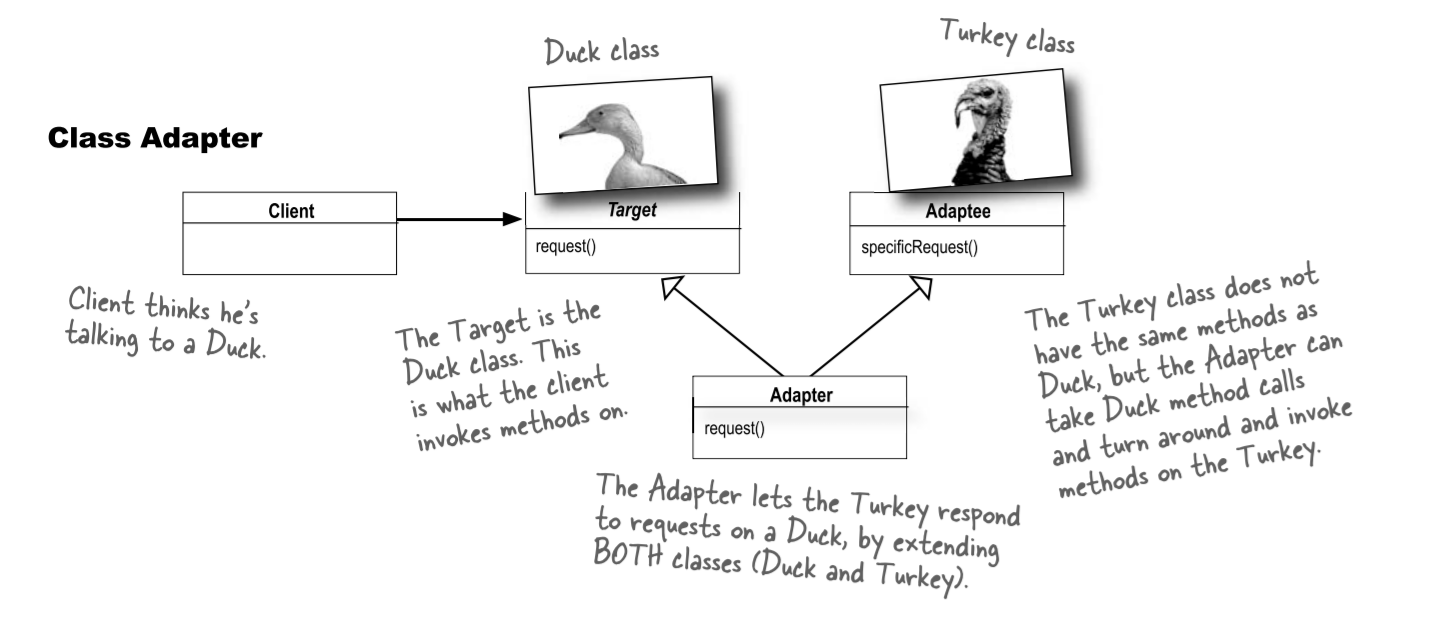 Duck class
Turkey class
Class Adapter
Client
Target
request()
Adaptee
specificRequest()
Client thinks he's
talking to a Duck.
The Target is the
Duck class. This
is what the client
invokes methods on.
Adapter
request()
The Turkey class does not
have the same methods as
Duck, but the Adapter can
take Duck method calls
and turn around and invoke
methods on the Turkey.
The Adapter lets the Turkey respond
to requests on a Duck, by extending
BOTH classes (Duck and Turkey).